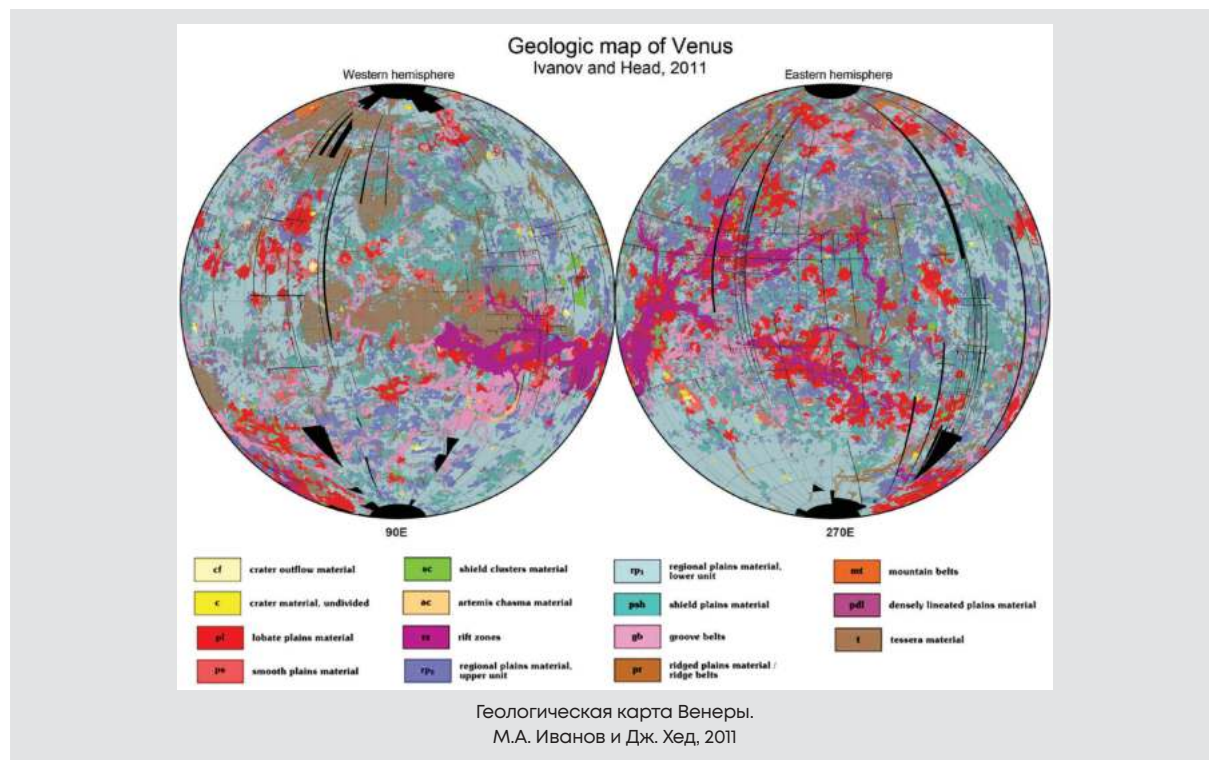 Geologic map of Venus
Ivanov and Head, 2011
Western hemisphere
Eastern hemisphere
90E
270E
cf crater outflow material
c crater material, undivided
pl lobate plains material
ps smooth plains material
sc shield clusters material
ac artemis chasma material
rz rift zones
rp₂ regional plains material,
upper unit
rp₁ regional plains material,
lower unit
psh shield plains material
gb groove belts
pr ridged plains material /
ridge belts
mt mountain belts
pdl densely lineated plains material
t tessera material
Геологическая карта Венеры.
М.А. Иванов и Дж. Хед, 2011